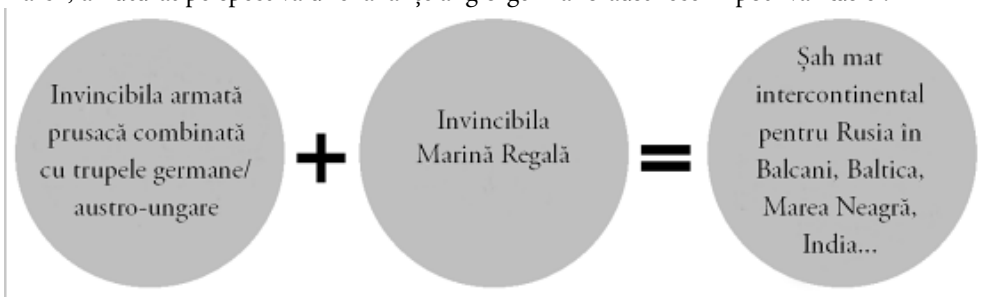 Invincibila armată
prusacă combinată
cu trupele germane/
austro-ungare
+
Invincibila
Marină Regală
=
Șah mat
intercontinental
pentru Rusia în
Balcani, Baltica,
Marea Neagră,
India...